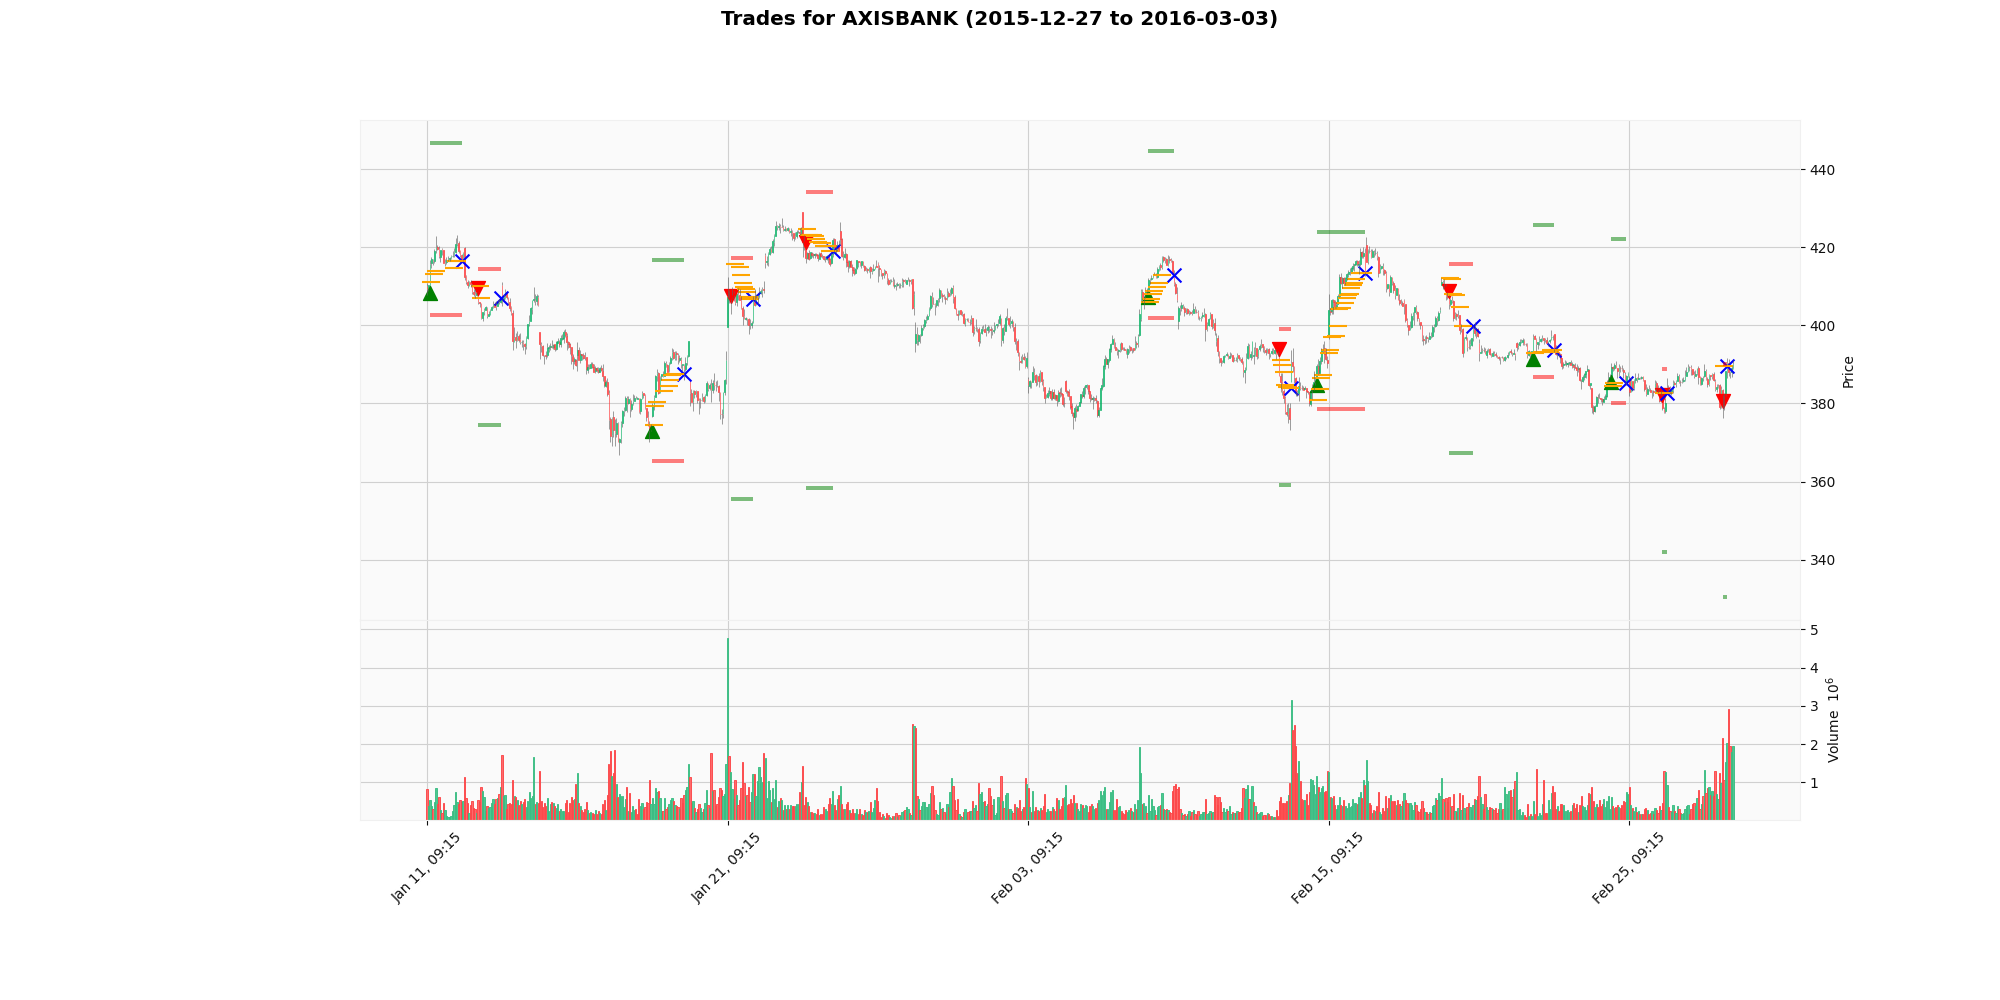 Trades for AXISBANK (2015-12-27 to 2016-03-03)
440
420
400
380
360
340
Price
5
4
3
2
1
Volume 10^6
Jan 11, 09:15
Jan 21, 09:15
Feb 03, 09:15
Feb 15, 09:15
Feb 25, 09:15